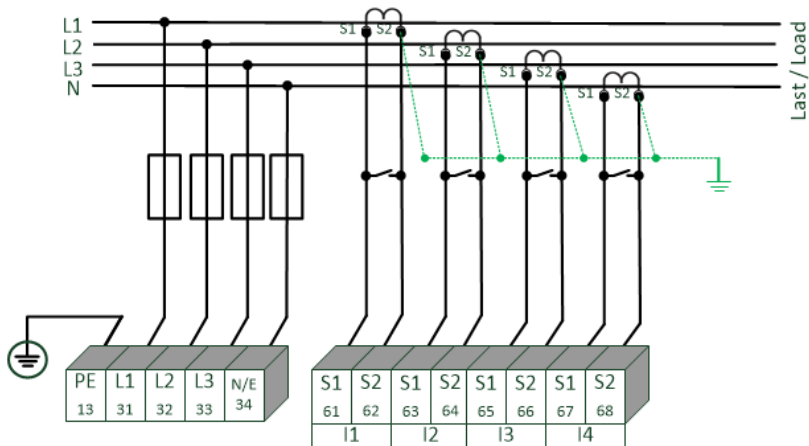 L1
S1 S2
L2
S1 S2
L3
S1 S2
N
S1 S2
Last / Load
PE L1 L2 L3 N/E
13 31 32 33 34
S1 S2 S1 S2 S1 S2 S1 S2
61 62 63 64 65 66 67 68
I1 I2 I3 I4